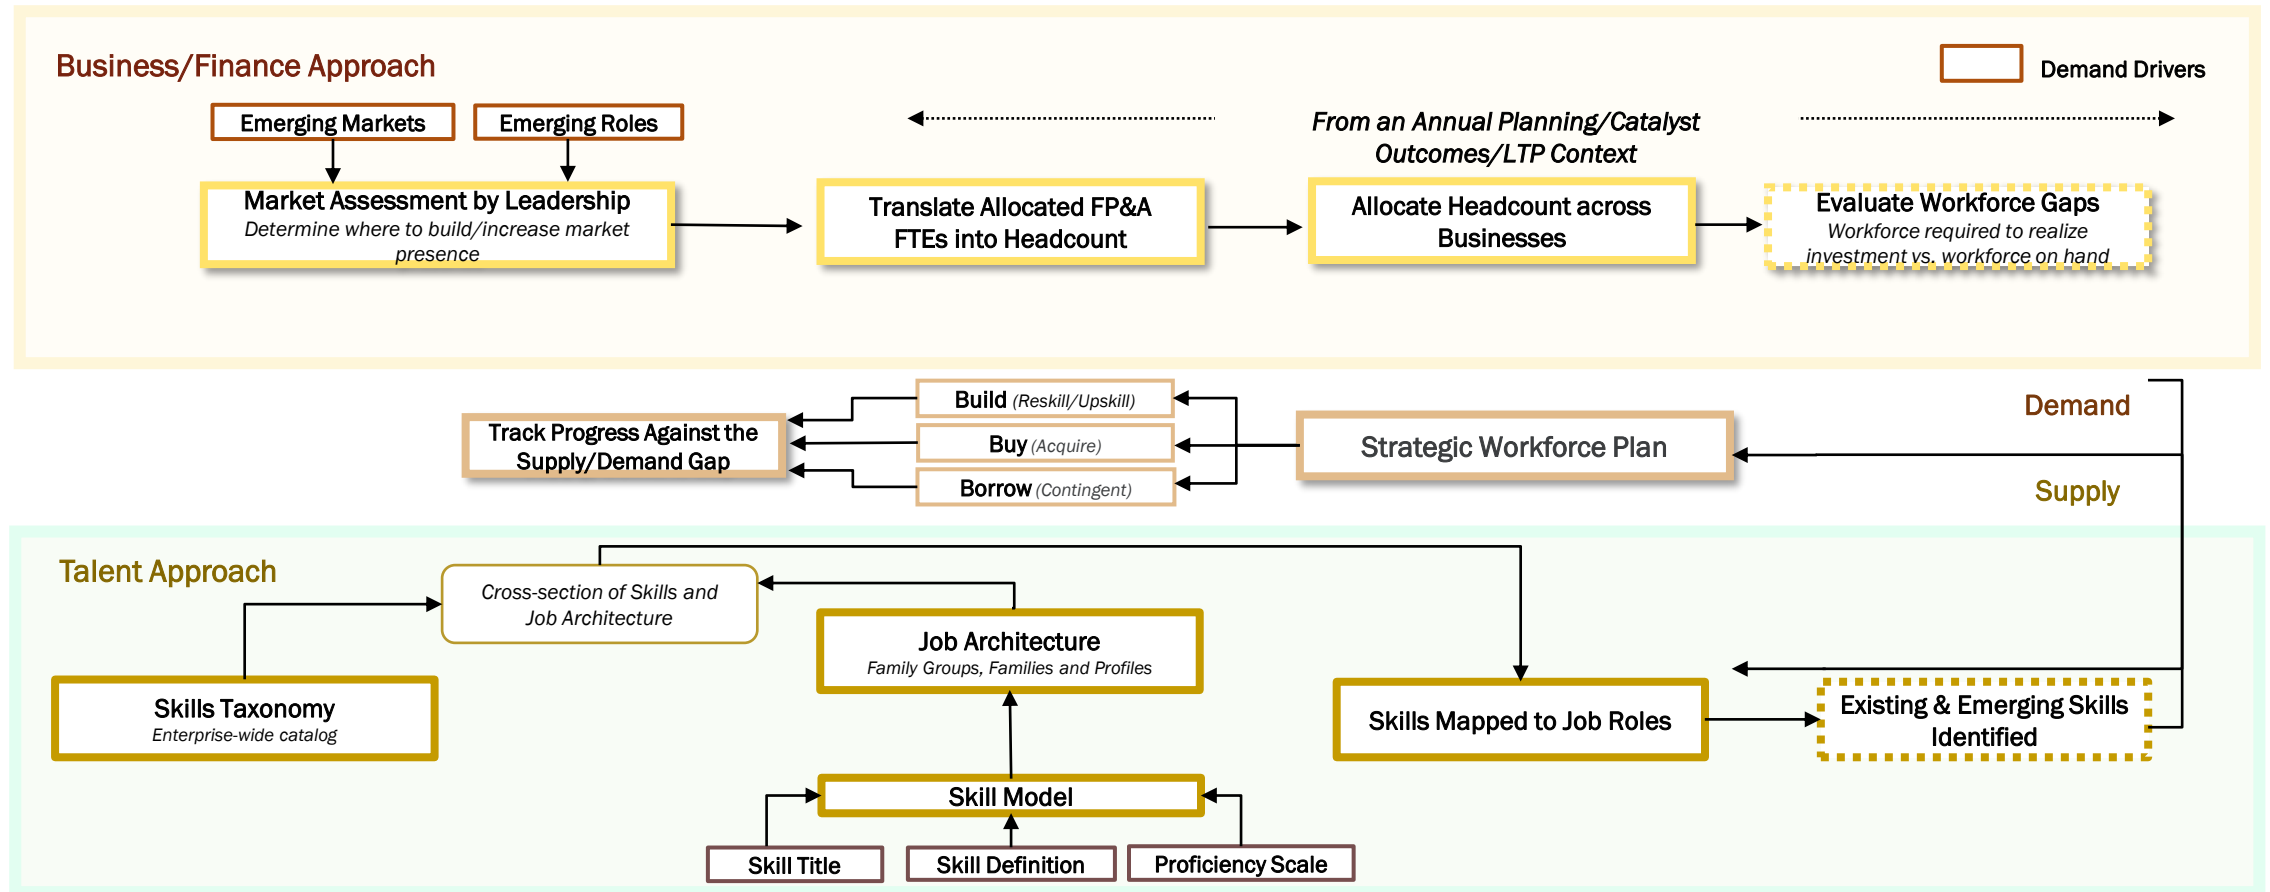 Business/Finance Approach
Demand Drivers
Emerging Markets
Emerging Roles
From an Annual Planning/Catalyst
Outcomes/LTP Context
Market Assessment by Leadership
Determine where to build/increase market
presence
Translate Allocated FP&A
FTEs into Headcount
Allocate Headcount across
Businesses
Evaluate Workforce Gaps
Workforce required to realize
investment vs. workforce on hand
Build (Reskill/Upskill)
Demand
Track Progress Against the
Supply/Demand Gap
Buy (Acquire)
Strategic Workforce Plan
Borrow (Contingent)
Supply
Talent Approach
Cross-section of Skills and
Job Architecture
Job Architecture
Family Groups, Families and Profiles
Skills Taxonomy
Enterprise-wide catalog
Skills Mapped to Job Roles
Existing & Emerging Skills
Identified
Skill Model
Skill Title
Skill Definition
Proficiency Scale